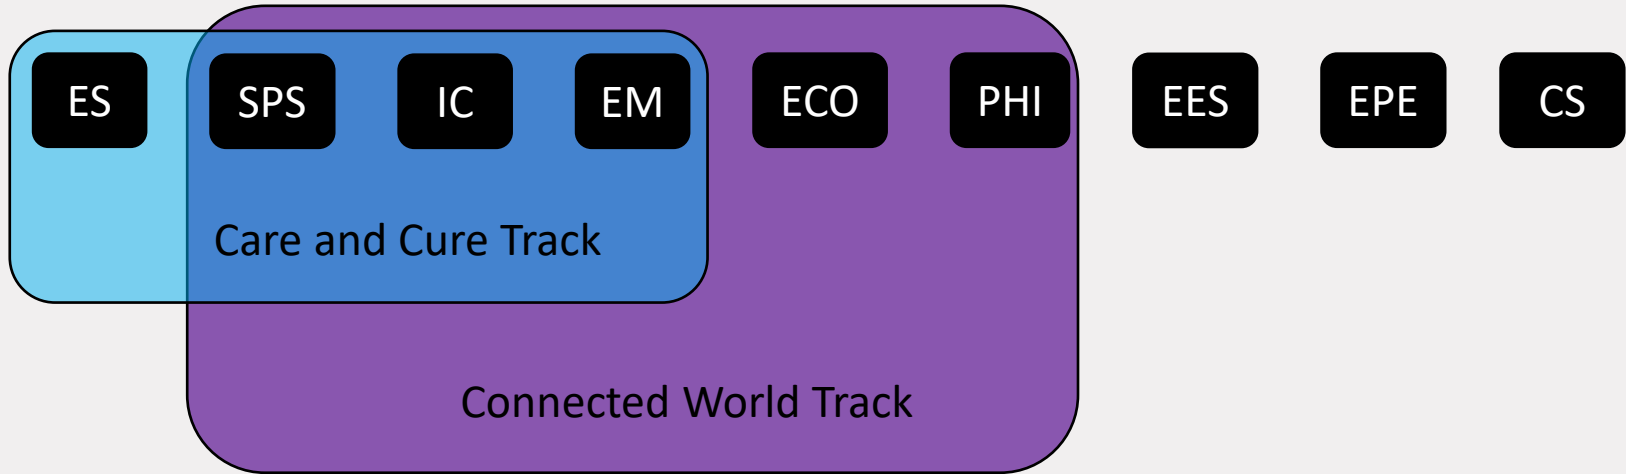 ES SPS IC EM ECO PHI EES EPE CS
Care and Cure Track
Connected World Track